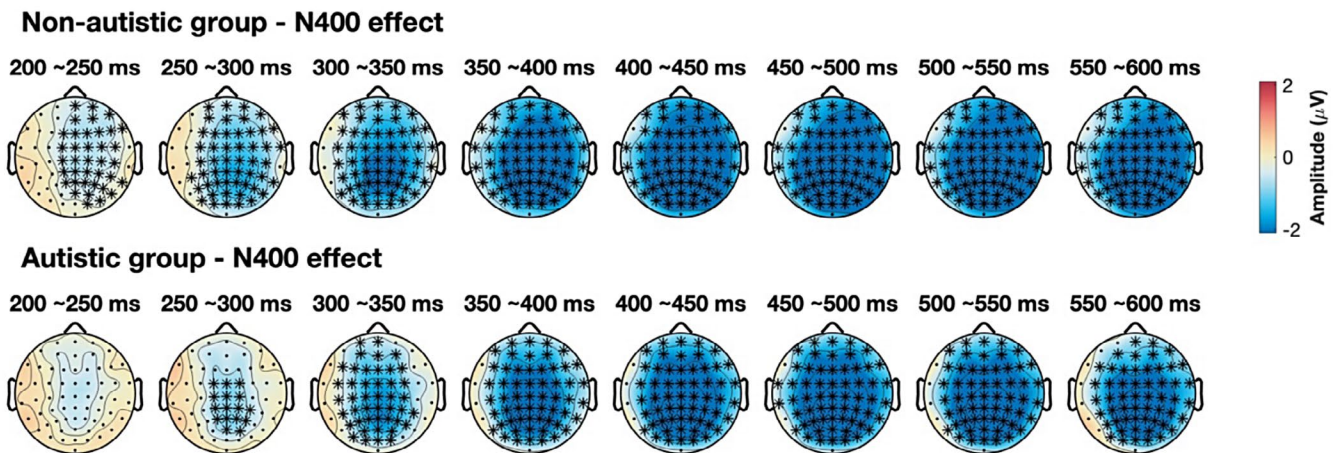 Non-autistic group - N400 effect
200 ~250 ms 250 ~300 ms 300 ~350 ms 350 ~400 ms 400 ~450 ms 450 ~500 ms 500 ~550 ms 550 ~600 ms
2
0
-2
Amplitude (μV)
Autistic group - N400 effect
200 ~250 ms 250 ~300 ms 300 ~350 ms 350 ~400 ms 400 ~450 ms 450 ~500 ms 500 ~550 ms 550 ~600 ms